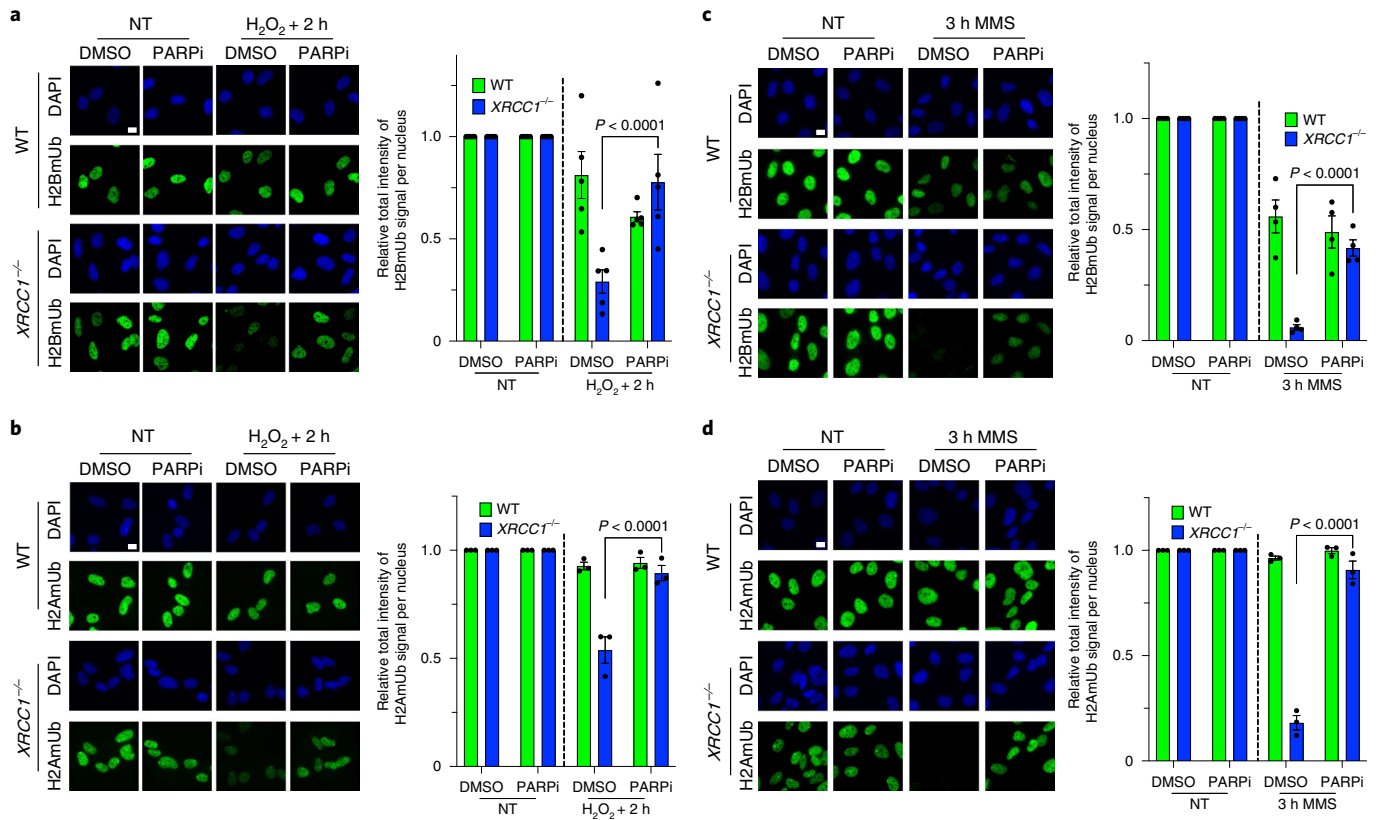 a
NT
H₂O₂ + 2 h
DMSO PARPi DMSO PARPi
WT
DAPI
H2BmUb
XRCC1⁻/⁻
DAPI
H2BmUb
Relative total intensity of
H2BmUb signal per nucleus
WT
XRCC1⁻/⁻
P < 0.0001
1.0
0.5
0
DMSO PARPi DMSO PARPi
NT
H₂O₂ + 2 h
c
NT
3 h MMS
DMSO PARPi DMSO PARPi
WT
DAPI
H2BmUb
XRCC1⁻/⁻
DAPI
H2BmUb
Relative total intensity of
H2BmUb signal per nucleus
WT
XRCC1⁻/⁻
P < 0.0001
1.0
0.5
0
DMSO PARPi DMSO PARPi
NT
3 h MMS
b
NT
H₂O₂ + 2 h
DMSO PARPi DMSO PARPi
WT
DAPI
H2AmUb
XRCC1⁻/⁻
DAPI
H2AmUb
Relative total intensity of
H2AmUb signal per nucleus
WT
XRCC1⁻/⁻
P < 0.0001
1.0
0.5
0
DMSO PARPi DMSO PARPi
NT
H₂O₂ + 2 h
d
NT
3 h MMS
DMSO PARPi DMSO PARPi
WT
DAPI
H2AmUb
XRCC1⁻/⁻
DAPI
H2AmUb
Relative total intensity of
H2AmUb signal per nucleus
WT
XRCC1⁻/⁻
P < 0.0001
1.0
0.5
0
DMSO PARPi DMSO PARPi
NT
3 h MMS